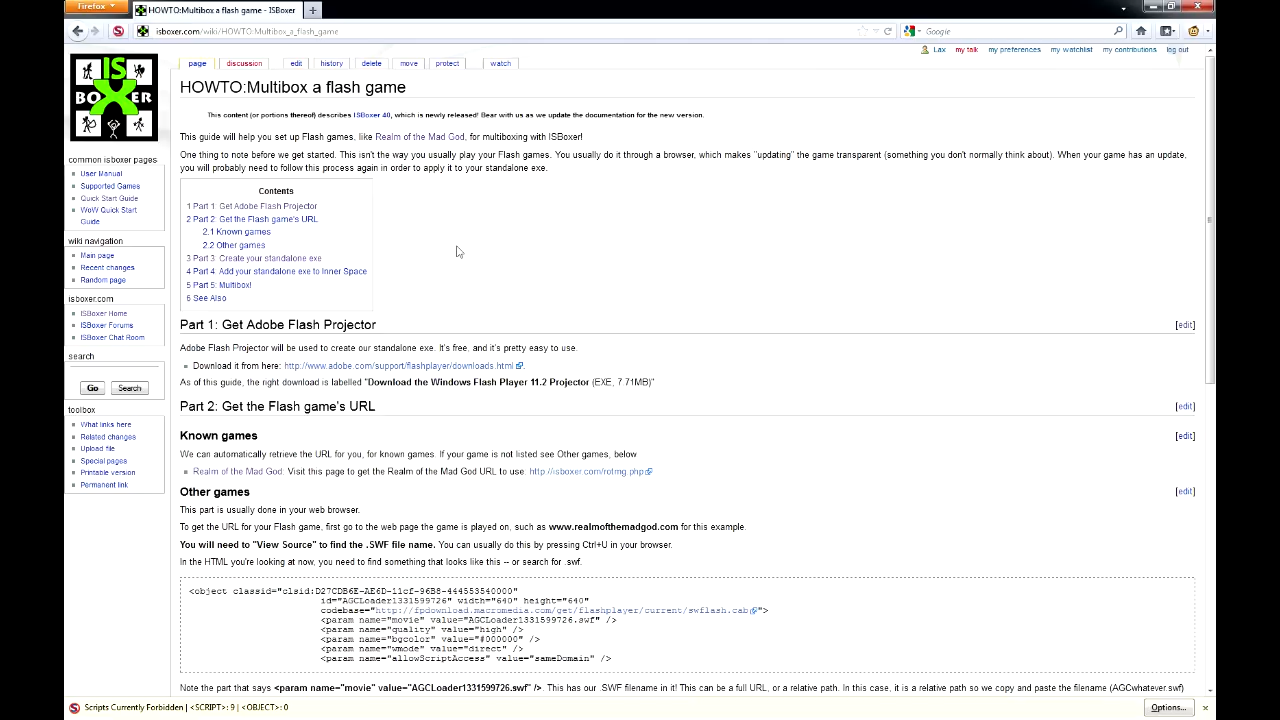 Firefox
HOWTO:Multibox a flash game - ISBoxer
isboxer.com/wiki/HOWTO:Multibox_a_flash_game
Google
Lax my talk my preferences my watchlist my contributions log out
page discussion edit history delete move protect watch
IS
BOXER
HOWTO:Multibox a flash game
This content (or portions thereof) describes ISBoxer 40, which is newly released! Bear with us as we update the documentation for the new version.
This guide will help you set up Flash games, like Realm of the Mad God, for multiboxing with ISBoxer!
One thing to note before we get started. This isn't the way you usually play your Flash games. You usually do it through a browser, which makes "updating" the game transparent (something you don't normally think about). When your game has an update,
you will probably need to follow this process again in order to apply it to your standalone exe.
Contents
1 Part 1: Get Adobe Flash Projector
2 Part 2: Get the Flash game's URL
2.1 Known games
2.2 Other games
3 Part 3 Create your standalone exe
4 Part 4 Add your standalone exe to Inner Space
5 Part 5: Multibox!
6 See Also
common isboxer pages
User Manual
Supported Games
Quick Start Guide
WoW Quick Start
Guide
wiki navigation
Main page
Recent changes
Random page
isboxer.com
ISBoxer Home
ISBoxer Forums
ISBoxer Chat Room
search
Go Search
toolbox
What links here
Related changes
Upload file
Special pages
Printable version
Permanent link
Part 1: Get Adobe Flash Projector [edit]
Adobe Flash Projector will be used to create our standalone exe. It's free, and it's pretty easy to use.
Download it from here: http://www.adobe.com/support/flashplayer/downloads.html.
As of this guide, the right download is labelled "Download the Windows Flash Player 11.2 Projector (EXE, 7.71MB)"
Part 2: Get the Flash game's URL [edit]
Known games [edit]
We can automatically retrieve the URL for you, for known games. If your game is not listed see Other games, below
Realm of the Mad God: Visit this page to get the Realm of the Mad God URL to use: http://isboxer.com/rotmg.php
Other games [edit]
This part is usually done in your web browser.
To get the URL for your Flash game, first go to the web page the game is played on, such as www.realmofthemadgod.com for this example.
You will need to "View Source" to find the .SWF file name. You can usually do this by pressing Ctrl+U in your browser.
In the HTML you're looking at now, you need to find something that looks like this -- or search for .swf.
<object classid="clsid:D27CDB6E-AE6D-11cf-96B8-4444553540000"
id="AGCLoader1331599726" width="640" height="640"
codebase="http://fpdownload.macromedia.com/get/flashplayer/current/swflash.cab">
<param name="movie" value="AGCLoader1331599726.swf" />
<param name="quality" value="high" />
<param name="bgcolor" value="#000000" />
<param name="wmode" value="direct" />
<param name="allowScriptAccess" value="sameDomain" />
Note the part that says <param name="movie" value="AGCLoader1331599726.swf" />. This has our .SWF filename in it! This can be a full URL, or a relative path. In this case, it is a relative path so we copy and paste the filename (AGCwhatever.swf)
Scripts Currently Forbidden | <SCRIPT>: 9 | <OBJECT>: 0
Options...